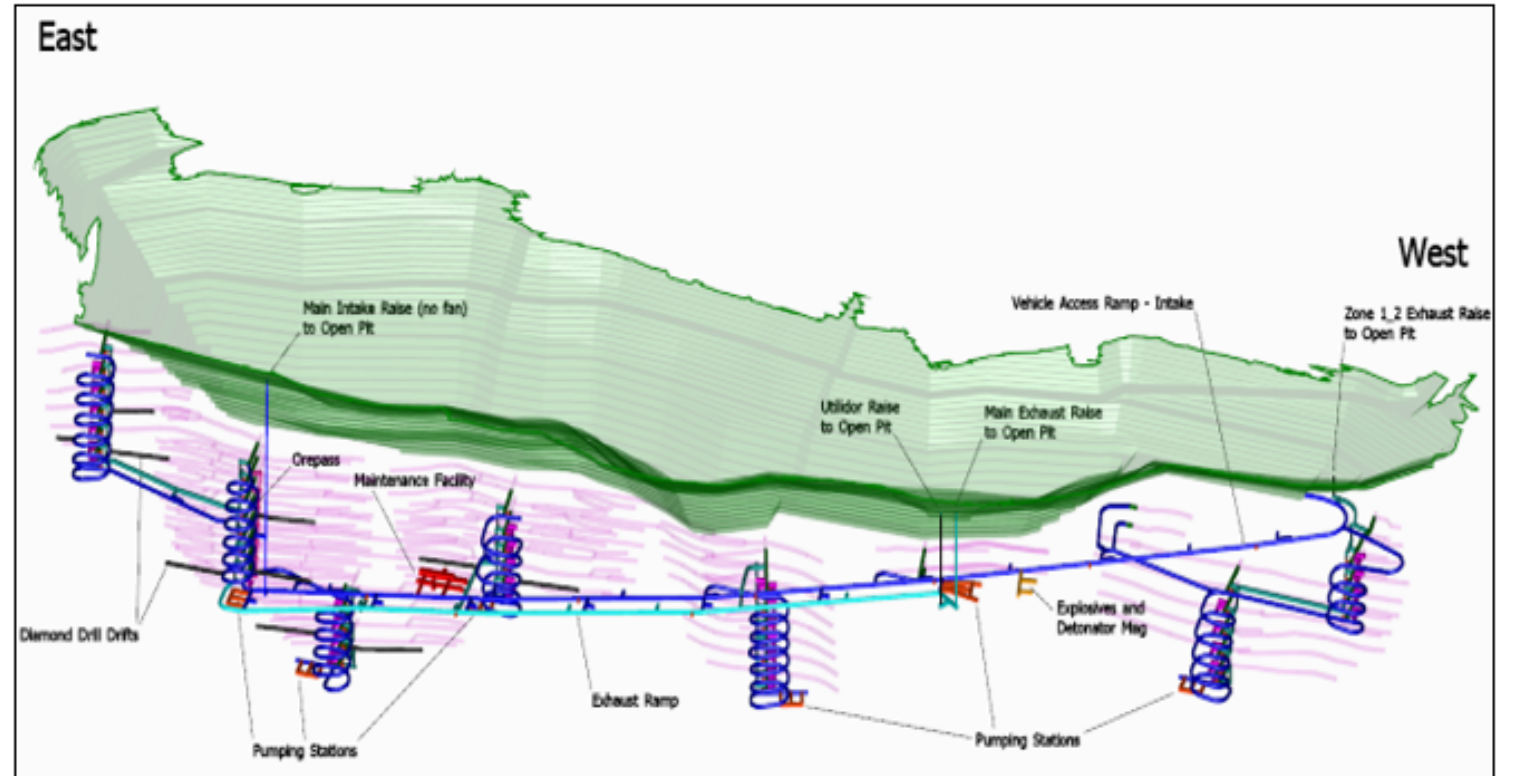 East
West
Main Intake Raise (no fan)
to Open Pit
Vehicle Access Ramp - Intake
Zone 1_2 Exhaust Raise
to Open Pit
Utilidor Raise
to Open Pit
Main Exhaust Raise
to Open Pit
Orepass
Maintenance Facility
Explosives and
Detonator Mag
Diamond Drill Drifts
Exhaust Ramp
Pumping Stations
Pumping Stations